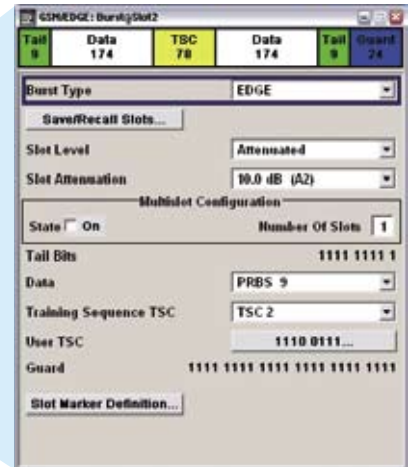 GSM/EDGE: Burst@Slot2
Tail Data TSC Data Tail Guard
9 174 78 174 9 24
Burst Type EDGE
Save/Recall Slots...
Slot Level Attenuated
Slot Attenuation 10.0 dB (A2)
Multislot Configuration
State On Number Of Slots 1
Tail Bits 1111 1111 1
Data PRBS 9
Training Sequence TSC TSC 2
User TSC 1110 0111...
Guard 1111 1111 1111 1111 1111 1111
Slot Marker Definition...